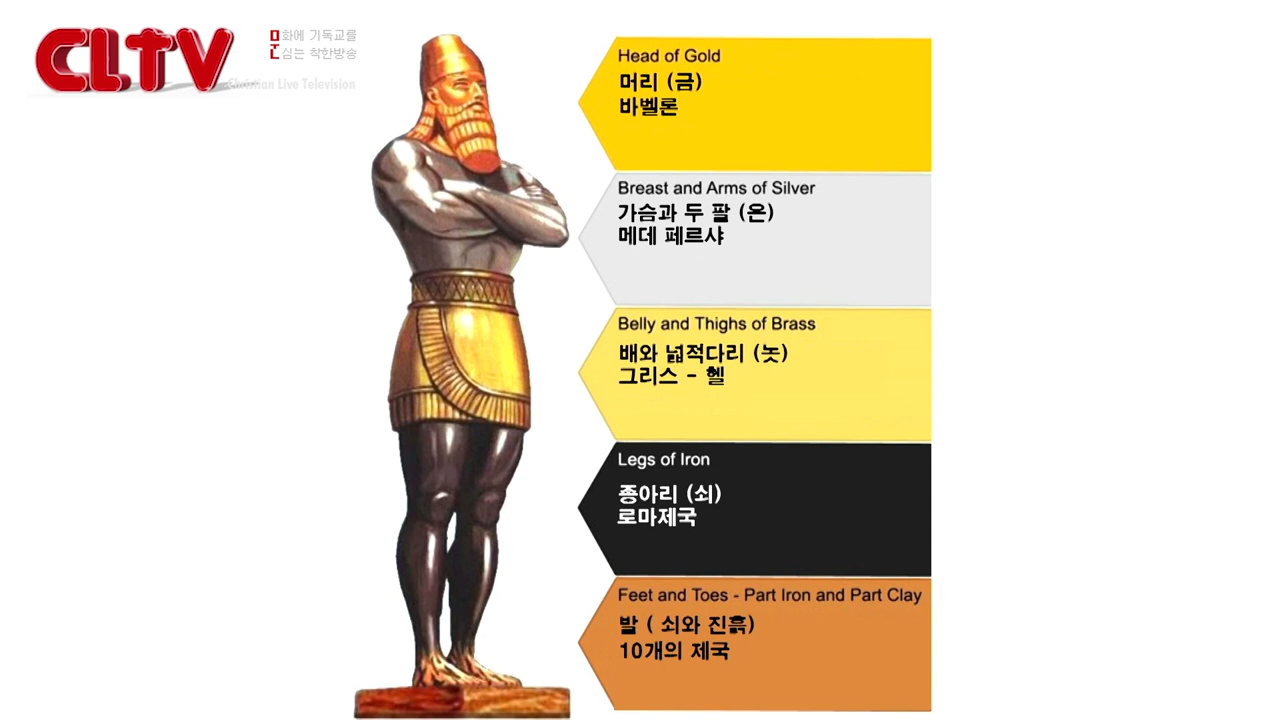 CLTV
문화에 기독교를
심는 착한방송
Christian Live Television
Head of Gold
머리 (금)
바벨론
Breast and Arms of Silver
가슴과 두 팔 (은)
메데 페르샤
Belly and Thighs of Brass
배와 넓적다리 (놋)
그리스 - 헬
Legs of Iron
종아리 (쇠)
로마제국
Feet and Toes - Part Iron and Part Clay
발 ( 쇠와 진흙)
10개의 제국